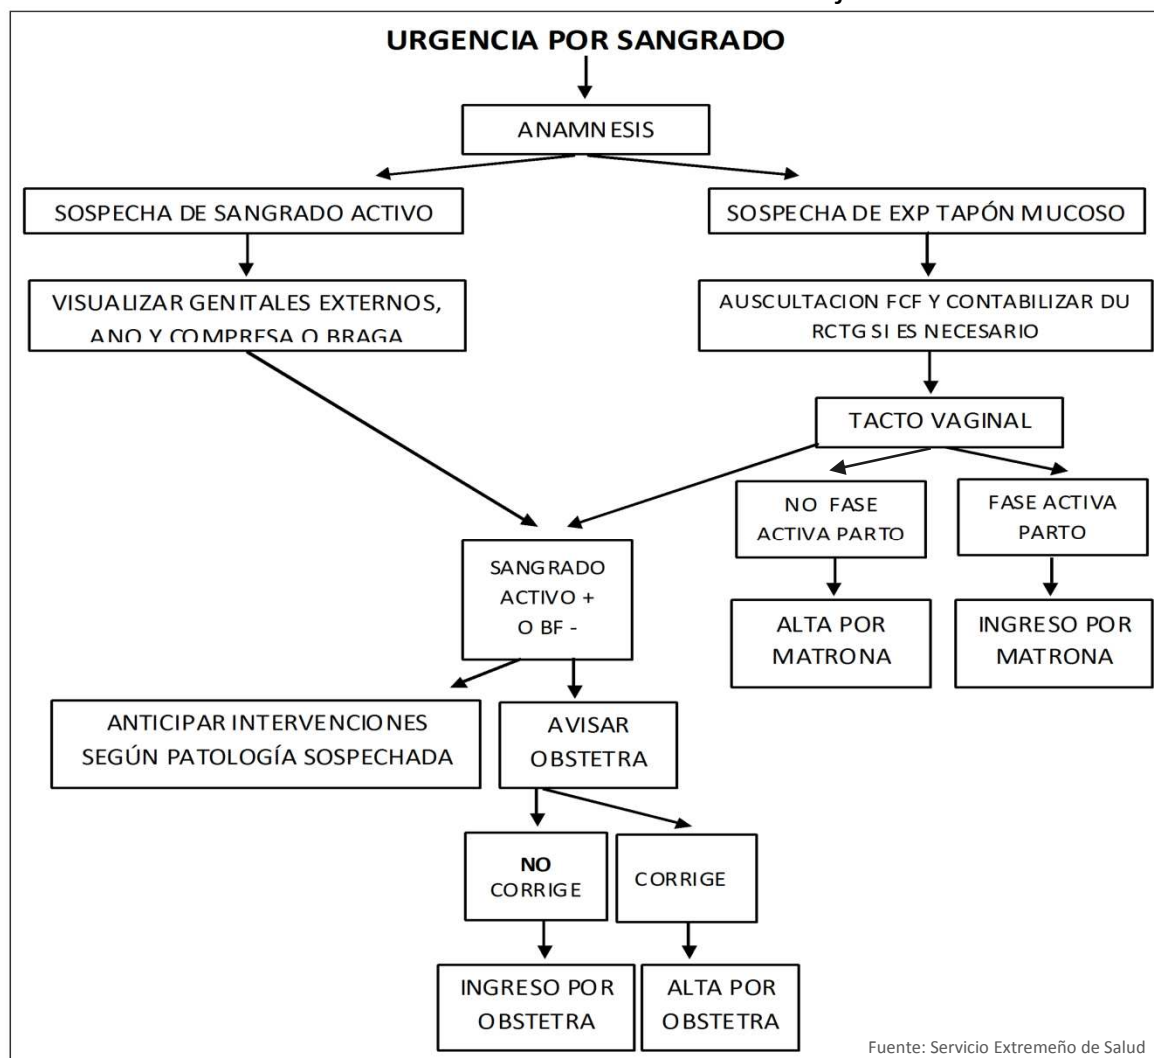 URGENCIA POR SANGRADO
ANAMNESIS
SOSPECHA DE SANGRADO ACTIVO
SOSPECHA DE EXP TAPÓN MUCOSO
VISUALIZAR GENITALES EXTERNOS,
ANO Y COMPRESA O BRAGA
AUSCULTACION FCF Y CONTABILIZAR DU
RCTG SI ES NECESARIO
TACTO VAGINAL
NO FASE
ACTIVA PARTO
FASE ACTIVA
PARTO
SANGRADO
ACTIVO +
O BF -
ALTA POR
MATRONA
INGRESO POR
MATRONA
ANTICIPAR INTERVENCIONES
SEGÚN PATOLOGÍA SOSPECHADA
AVISAR
OBSTETRA
NO
CORRIGE
CORRIGE
INGRESO POR
OBSTETRA
ALTA POR
OBSTETRA
Fuente: Servicio Extremeño de Salud